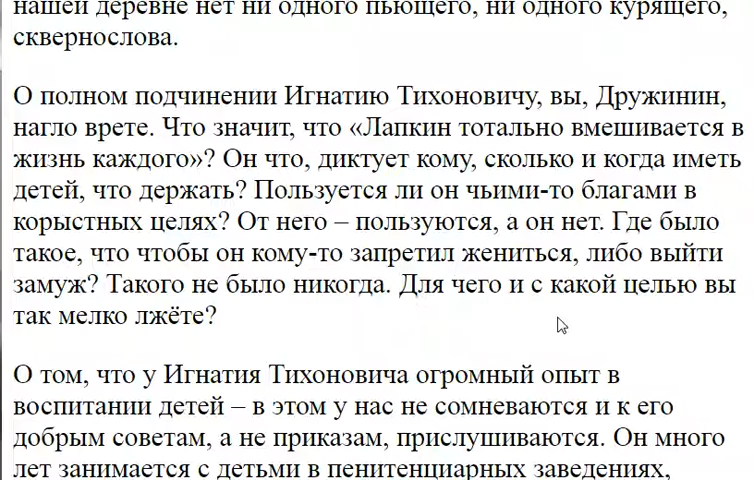 нашей деревне нет ни одного пьющего, ни одного курящего,
сквернослова.
О полном подчинении Игнатию Тихоновичу, вы, Дружинин,
нагло врете. Что значит, что «Лапкин тотально вмешивается в
жизнь каждого»? Он что, диктует кому, сколько и когда иметь
детей, что держать? Пользуется ли он чьими-то благами в
корыстных целях? От него – пользуются, а он нет. Где было
такое, что чтобы он кому-то запретил жениться, либо выйти
замуж? Такого не было никогда. Для чего и с какой целью вы
так мелко лжёте?
О том, что у Игнатия Тихоновича огромный опыт в
воспитании детей – в этом у нас не сомневаются и к его
добрым советам, а не приказам, прислушиваются. Он много
лет занимается с детьми в пенитенциарных заведениях,